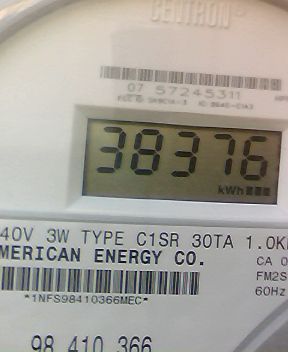 CENTRON®
07 57245311
38376
kWh
40V 3W TYPE C1SR 30TA 1.0K
MERICAN ENERGY CO.
CA 0
FM2S
60Hz
*1NFS98410366MEC*
98 410 366